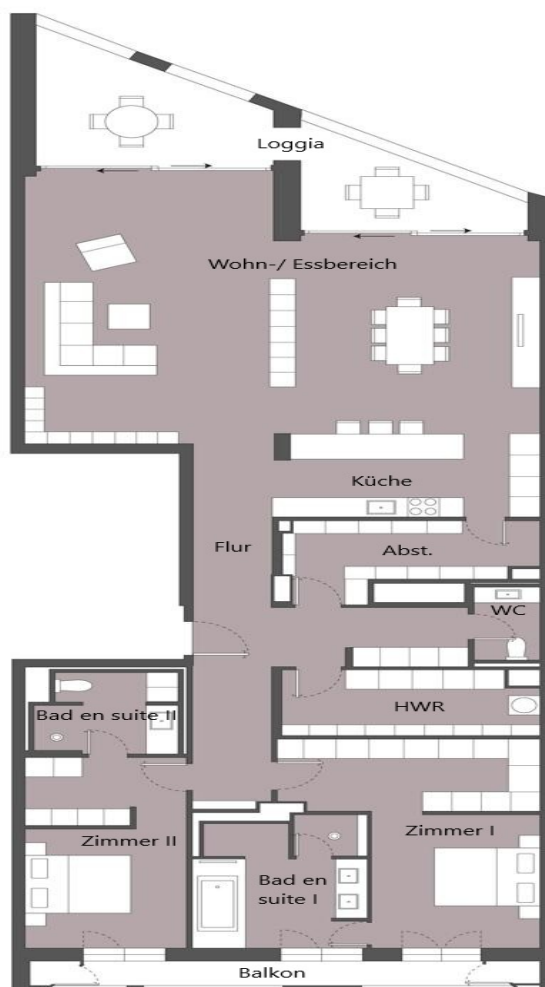 Loggia
Wohn-/ Essbereich
Küche
Flur
Abst.
WC
HWR
Bad en suite II
Zimmer II
Zimmer I
Bad en
suite I
Balkon